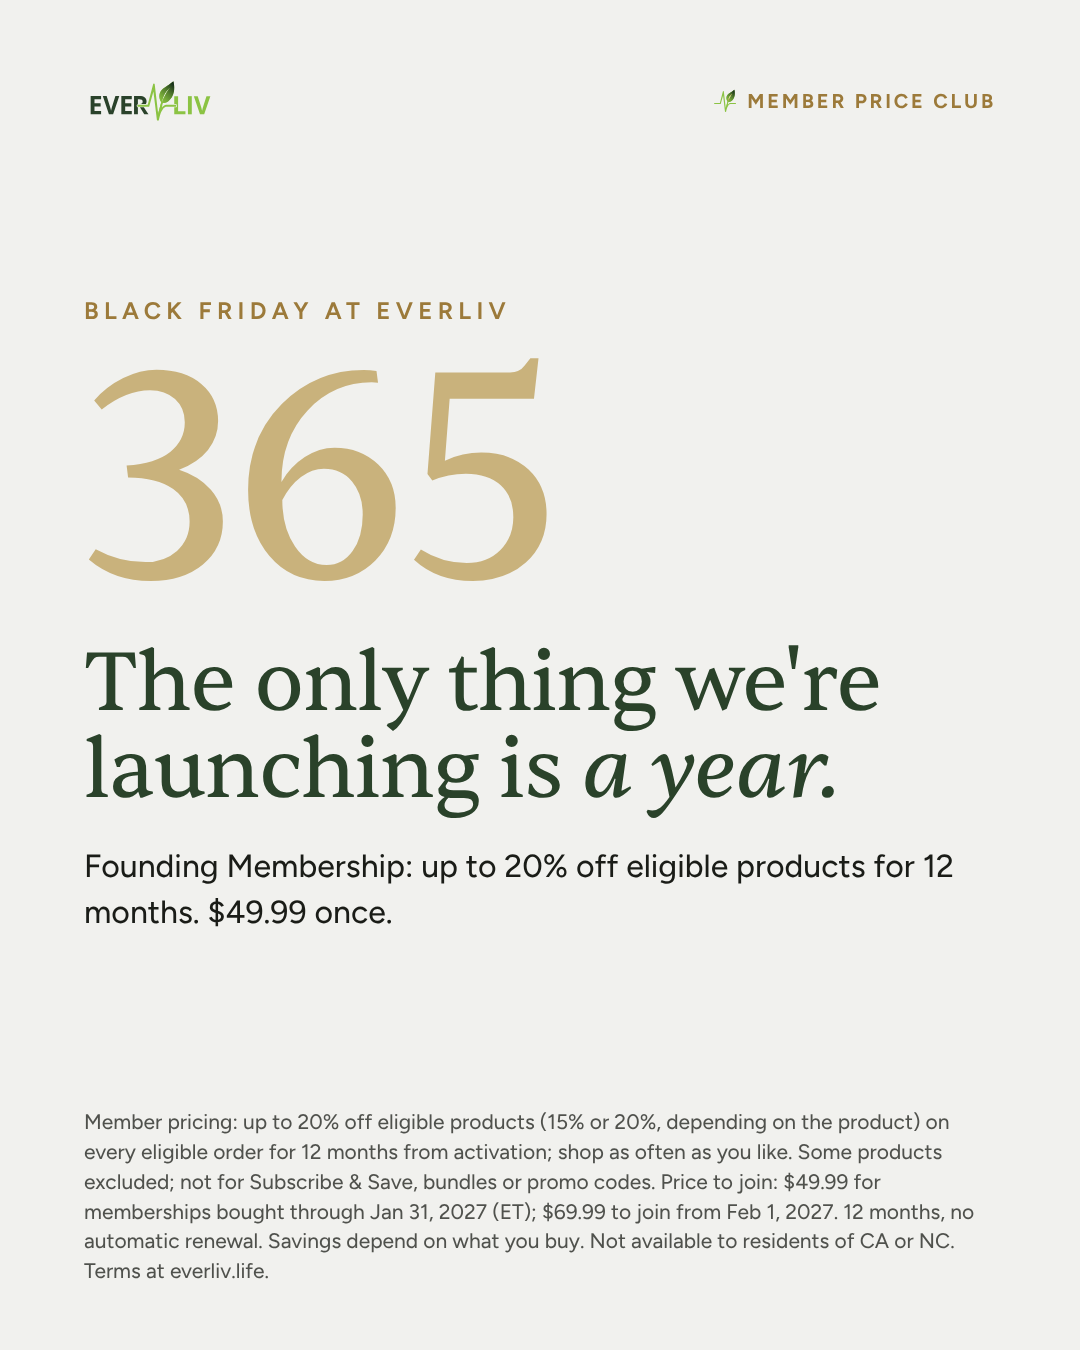 EVERLIV
MEMBER PRICE CLUB
BLACK FRIDAY AT EVERLIV
365
The only thing we're
launching is a year.
Founding Membership: up to 20% off eligible products for 12
months. $49.99 once.
Member pricing: up to 20% off eligible products (15% or 20%, depending on the product) on
every eligible order for 12 months from activation; shop as often as you like. Some products
excluded; not for Subscribe & Save, bundles or promo codes. Price to join: $49.99 for
memberships bought through Jan 31, 2027 (ET); $69.99 to join from Feb 1, 2027. 12 months, no
automatic renewal. Savings depend on what you buy. Not available to residents of CA or NC.
Terms at everliv.life.